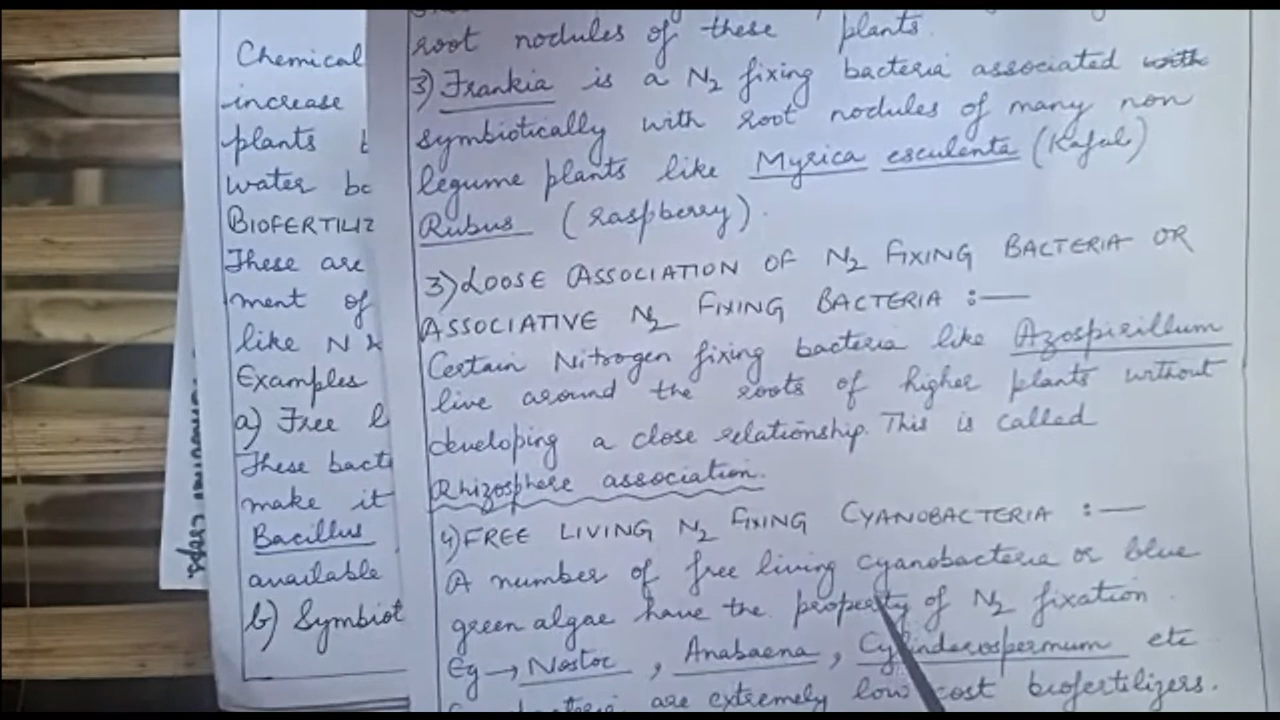 Chemical
increase
plants
water
BIOFERTILIZ
These are
ment of
like N
Examples
a) Free
These bact
make it
Bacillus
available
b) Symbiot
root nodules of these plants.
3) Frankia is a N2 fixing bacteria associated with
symbiotically with root nodules of many non
legume plants like Myrica esculenta (Kaful)
Rubus (raspberry).
3) LOOSE ASSOCIATION OF N2 FIXING BACTERIA OR
ASSOCIATIVE N2 FIXING BACTERIA :—
Certain Nitrogen fixing bacteria like Azospirillum
live around the roots of higher plants without
developing a close relationship. This is called
Rhizosphere association.
4) FREE LIVING N2 FIXING CYANOBACTERIA :—
A number of free living cyanobacteria or blue
green algae have the property of N2 fixation.
Eg → Nostoc, Anabaena, Cylinderospermum etc
are extremely low cost biofertilizers.